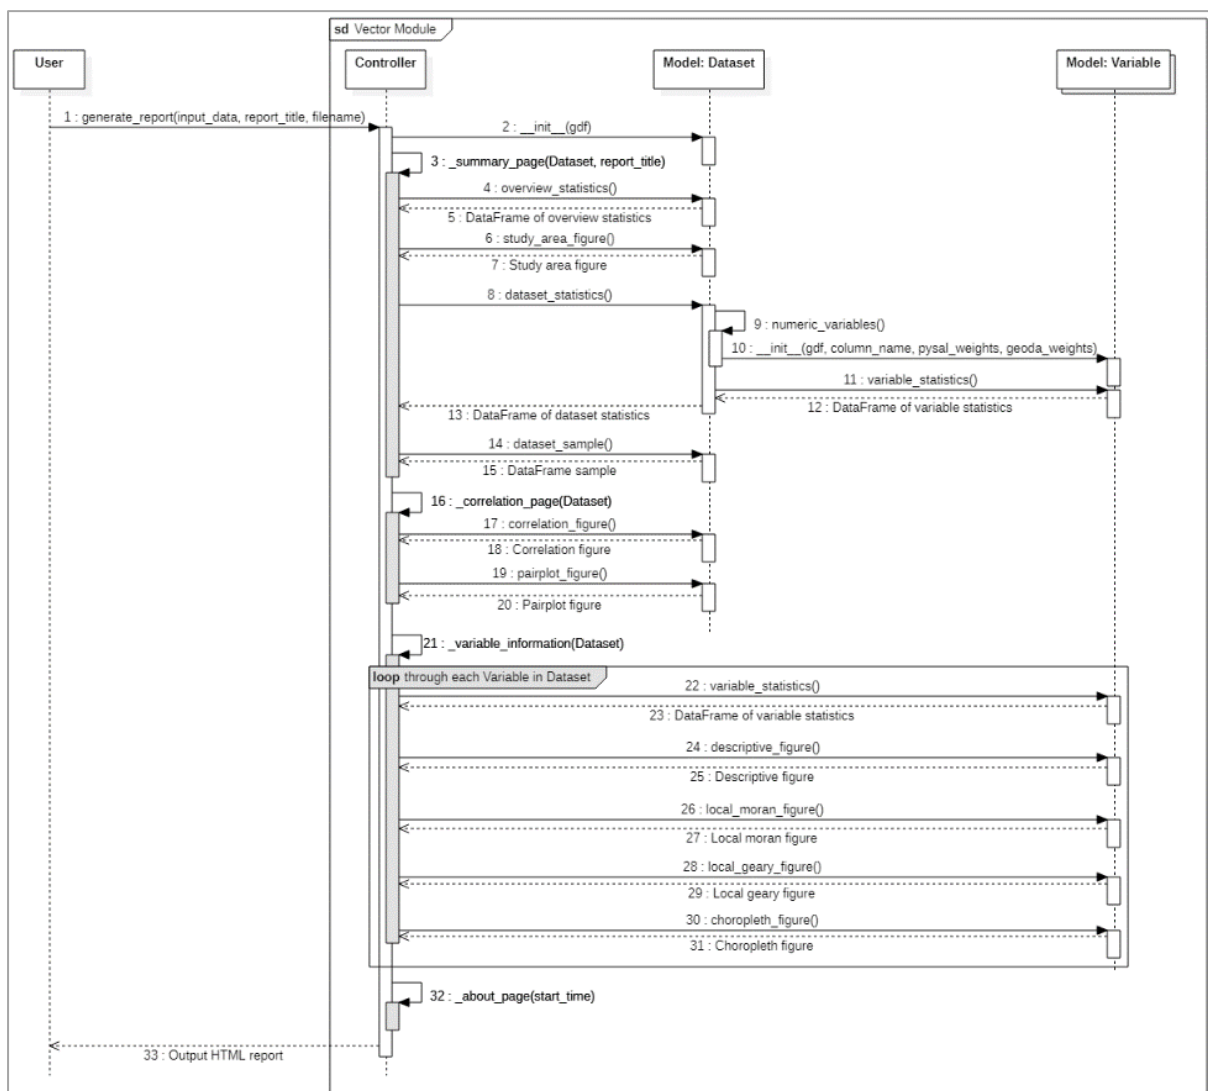 sd Vector Module
User
Controller
Model: Dataset
Model: Variable
1 : generate_report(input_data, report_title, filename)
2 : __init__(gdf)
3 : _summary_page(Dataset, report_title)
4 : overview_statistics()
5 : DataFrame of overview statistics
6 : study_area_figure()
7 : Study area figure
8 : dataset_statistics()
9 : numeric_variables()
10 : __init__(gdf, column_name, pysal_weights, geoda_weights)
11 : variable_statistics()
12 : DataFrame of variable statistics
13 : DataFrame of dataset statistics
14 : dataset_sample()
15 : DataFrame sample
16 : _correlation_page(Dataset)
17 : correlation_figure()
18 : Correlation figure
19 : pairplot_figure()
20 : Pairplot figure
21 : _variable_information(Dataset)
loop through each Variable in Dataset
22 : variable_statistics()
23 : DataFrame of variable statistics
24 : descriptive_figure()
25 : Descriptive figure
26 : local_moran_figure()
27 : Local moran figure
28 : local_geary_figure()
29 : Local geary figure
30 : choropleth_figure()
31 : Choropleth figure
32 : _about_page(start_time)
33 : Output HTML report